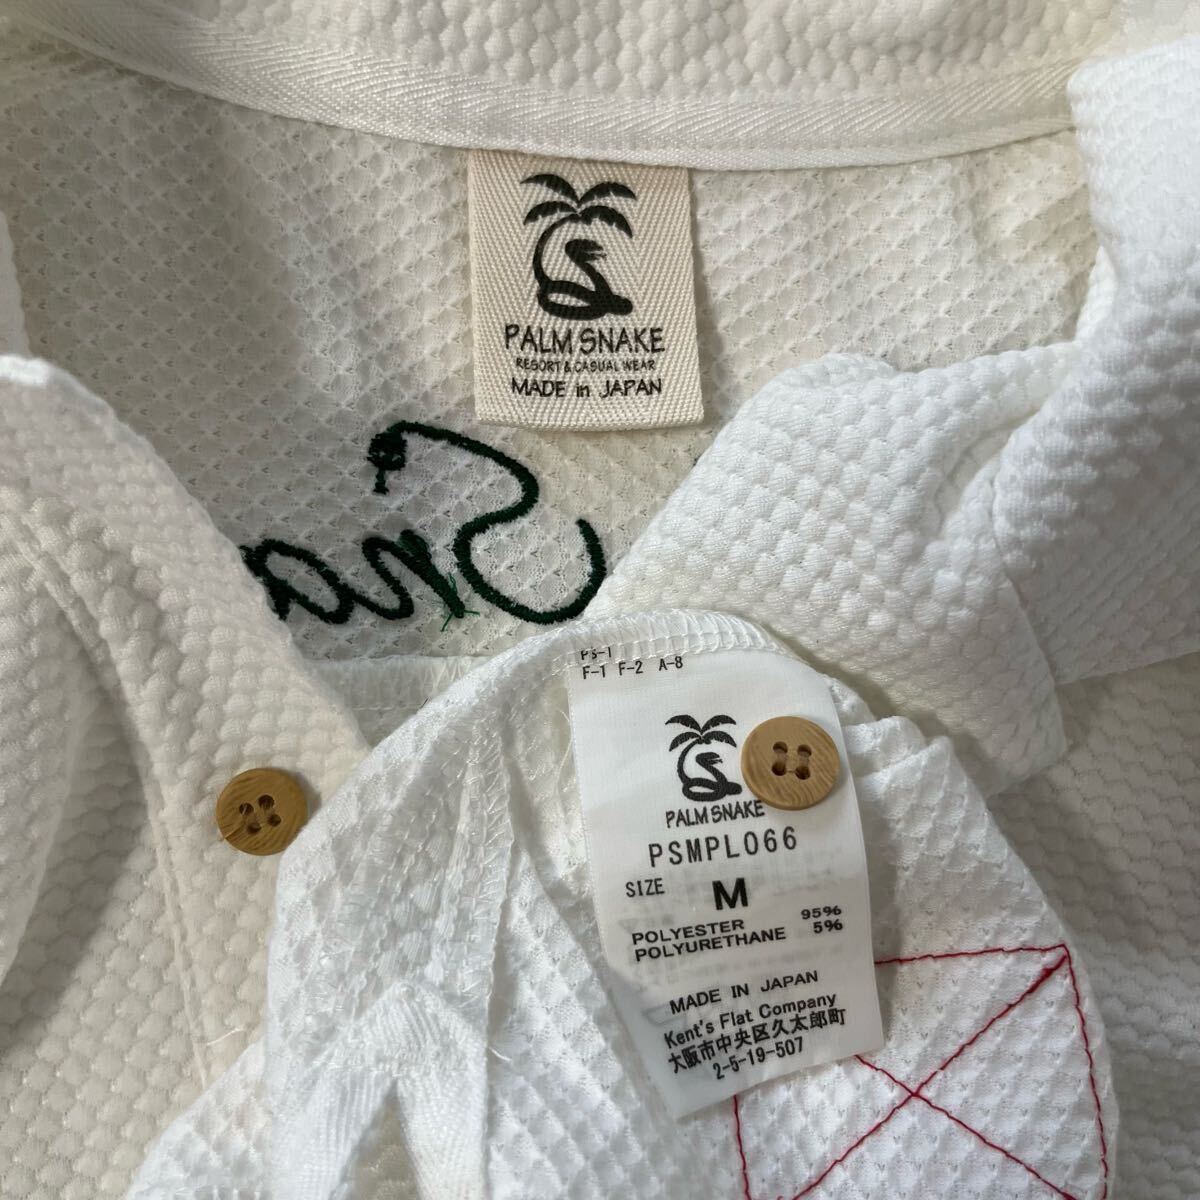 PALM SNAKE
RESORT & CASUAL WEAR
MADE in JAPAN
Sna
PS-1
F-1 F-2 A-8
PALM SNAKE
PSMPL066
SIZE M
POLYESTER 95%
POLYURETHANE 5%
MADE IN JAPAN
Kent's Flat Company
大阪市中央区久太郎町
2-5-19-507